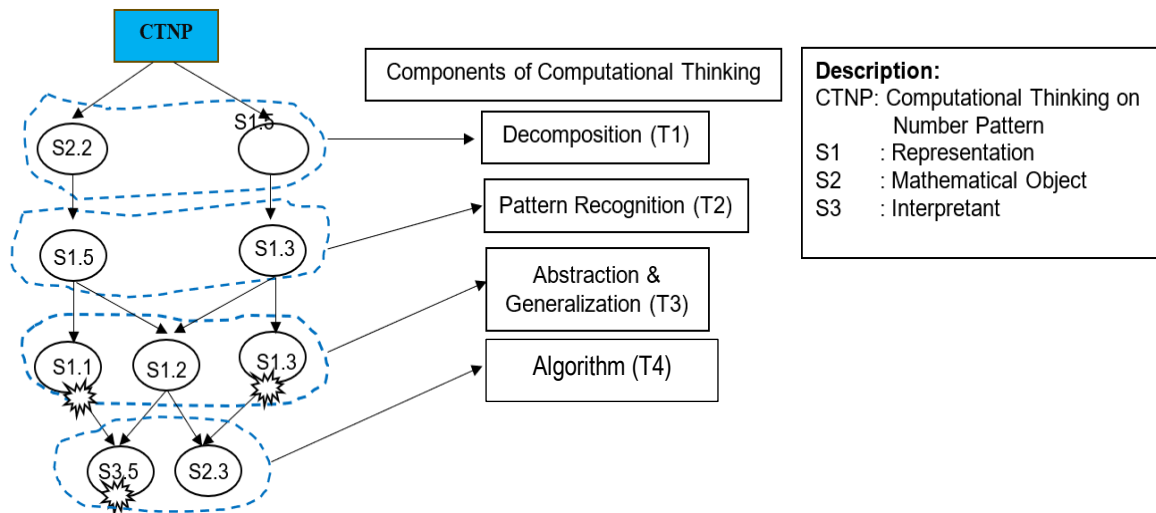 CTNP
Components of Computational Thinking
S2.2
S1.5
Decomposition (T1)
S1.5
S1.3
Pattern Recognition (T2)
Abstraction &
Generalization (T3)
S1.1
S1.2
S1.3
Algorithm (T4)
S3.5
S2.3
Description:
CTNP: Computational Thinking on
Number Pattern
S1 : Representation
S2 : Mathematical Object
S3 : Interpretant